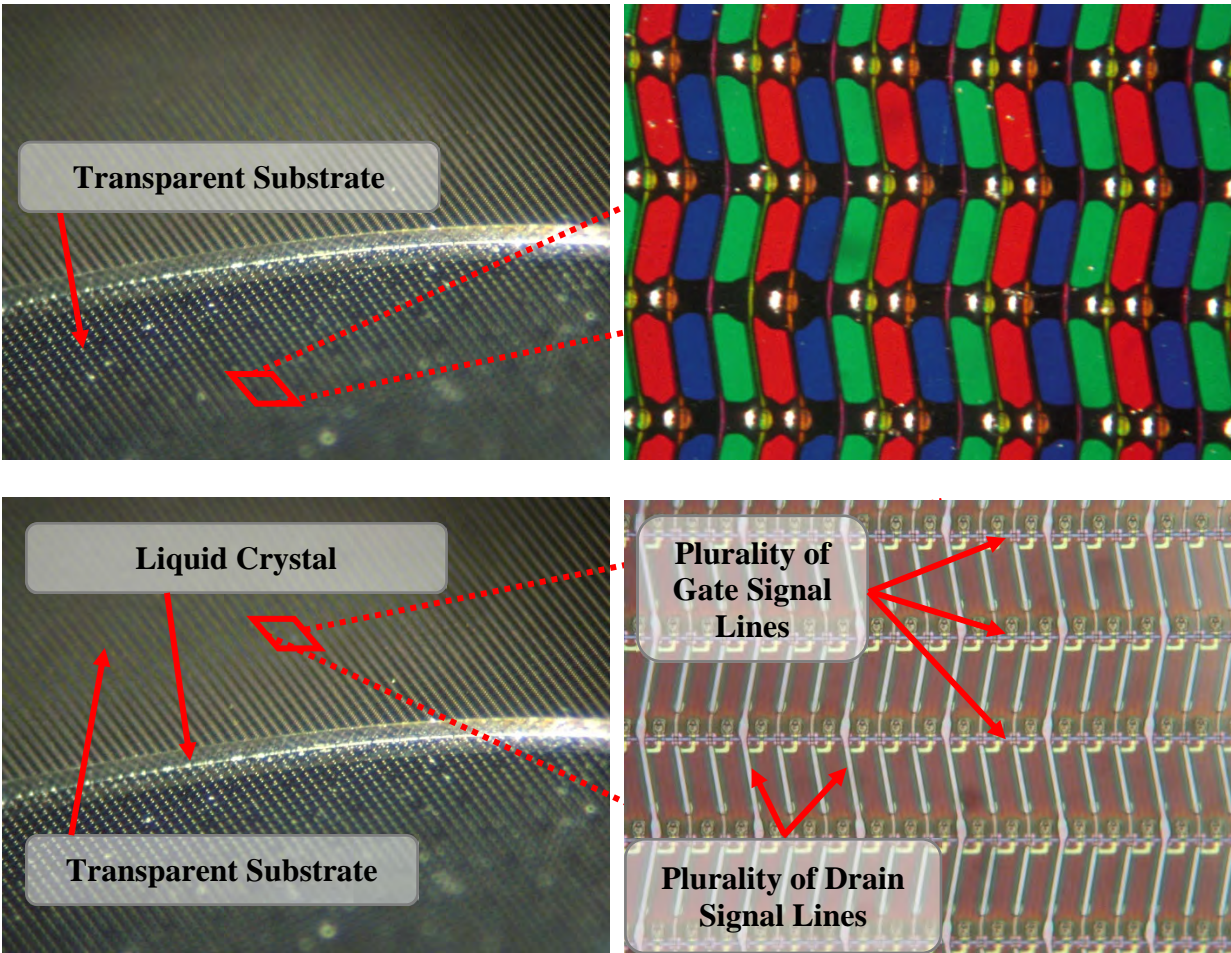 Transparent Substrate
Liquid Crystal
Transparent Substrate
Plurality of
Gate Signal
Lines
Plurality of Drain
Signal Lines